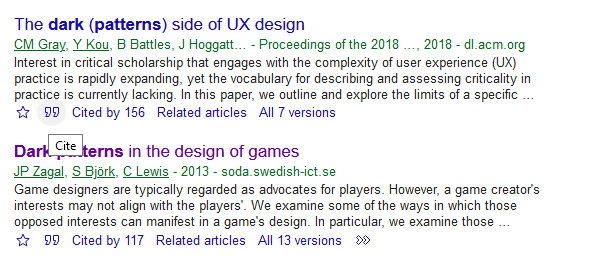 The dark (patterns) side of UX design
CM Gray, Y Kou, B Battles, J Hoggatt… - Proceedings of the 2018 …, 2018 - dl.acm.org
Interest in critical scholarship that engages with the complexity of user experience (UX)
practice is rapidly expanding, yet the vocabulary for describing and assessing criticality in
practice is currently lacking. In this paper, we outline and explore the limits of a specific …
Cited by 156 Related articles All 7 versions
Cite
Dark patterns in the design of games
JP Zagal, S Björk, C Lewis - 2013 - soda.swedish-ict.se
Game designers are typically regarded as advocates for players. However, a game creator's
interests may not align with the players'. We examine some of the ways in which those
opposed interests can manifest in a game's design. In particular, we examine those …
Cited by 117 Related articles All 13 versions